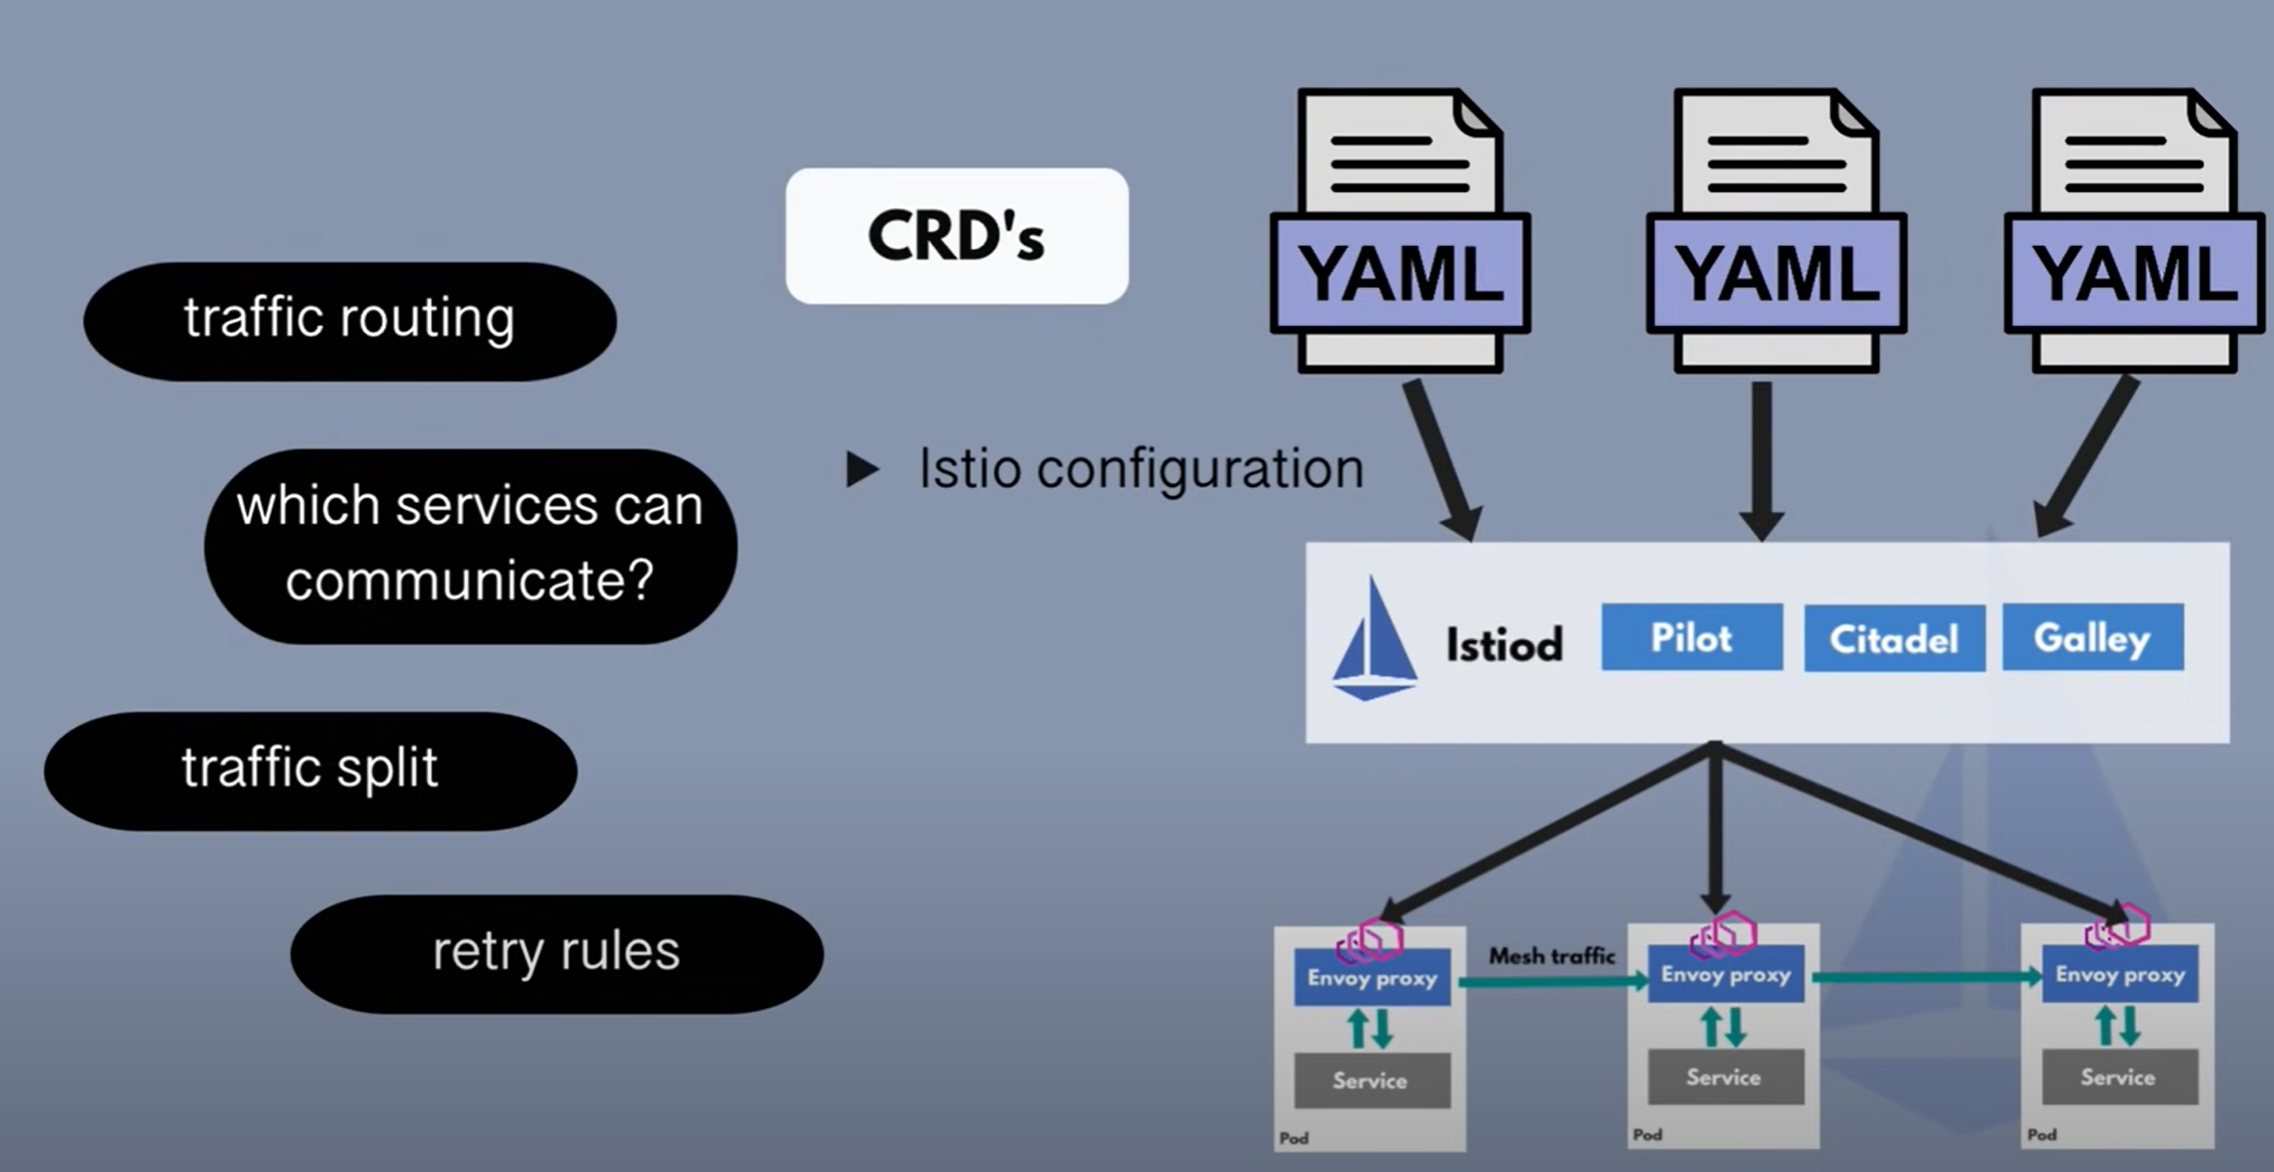 CRD's
traffic routing
which services can
communicate?
traffic split
retry rules
Istio configuration
YAML
YAML
YAML
Istiod
Pilot
Citadel
Galley
Mesh traffic
Envoy proxy
Service
Pod
Envoy proxy
Service
Pod
Envoy proxy
Service
Pod